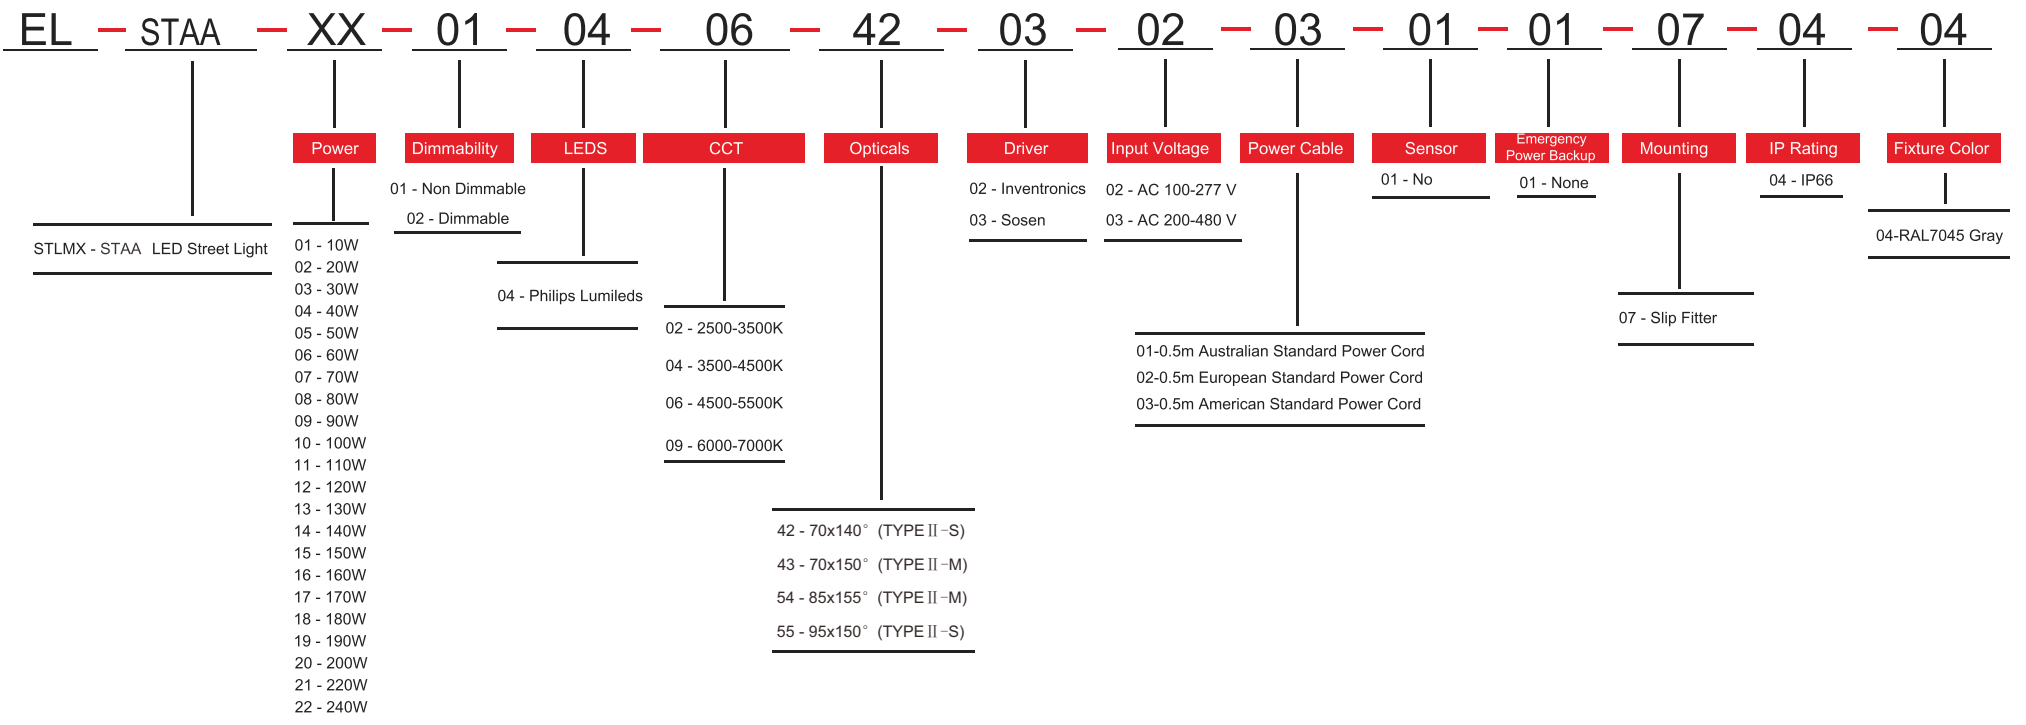 EL — STAA — XX — 01 — 04 — 06 — 42 — 03 — 02 — 03 — 01 — 01 — 07 — 04 — 04
Power
Dimmability
LEDS
CCT
Opticals
Driver
Input Voltage
Power Cable
Sensor
Emergency
Power Backup
Mounting
IP Rating
Fixture Color
STLMX - STAA LED Street Light
01 - 10W
02 - 20W
03 - 30W
04 - 40W
05 - 50W
06 - 60W
07 - 70W
08 - 80W
09 - 90W
10 - 100W
11 - 110W
12 - 120W
13 - 130W
14 - 140W
15 - 150W
16 - 160W
17 - 170W
18 - 180W
19 - 190W
20 - 200W
21 - 220W
22 - 240W
01 - Non Dimmable
02 - Dimmable
04 - Philips Lumileds
02 - 2500-3500K
04 - 3500-4500K
06 - 4500-5500K
09 - 6000-7000K
42 - 70x140° (TYPEⅡ-S)
43 - 70x150° (TYPEⅡ-M)
54 - 85x155° (TYPEⅡ-M)
55 - 95x150° (TYPEⅡ-S)
02 - Inventronics
03 - Sosen
02 - AC 100-277 V
03 - AC 200-480 V
01-0.5m Australian Standard Power Cord
02-0.5m European Standard Power Cord
03-0.5m American Standard Power Cord
01 - No
01 - None
07 - Slip Fitter
04 - IP66
04-RAL7045 Gray